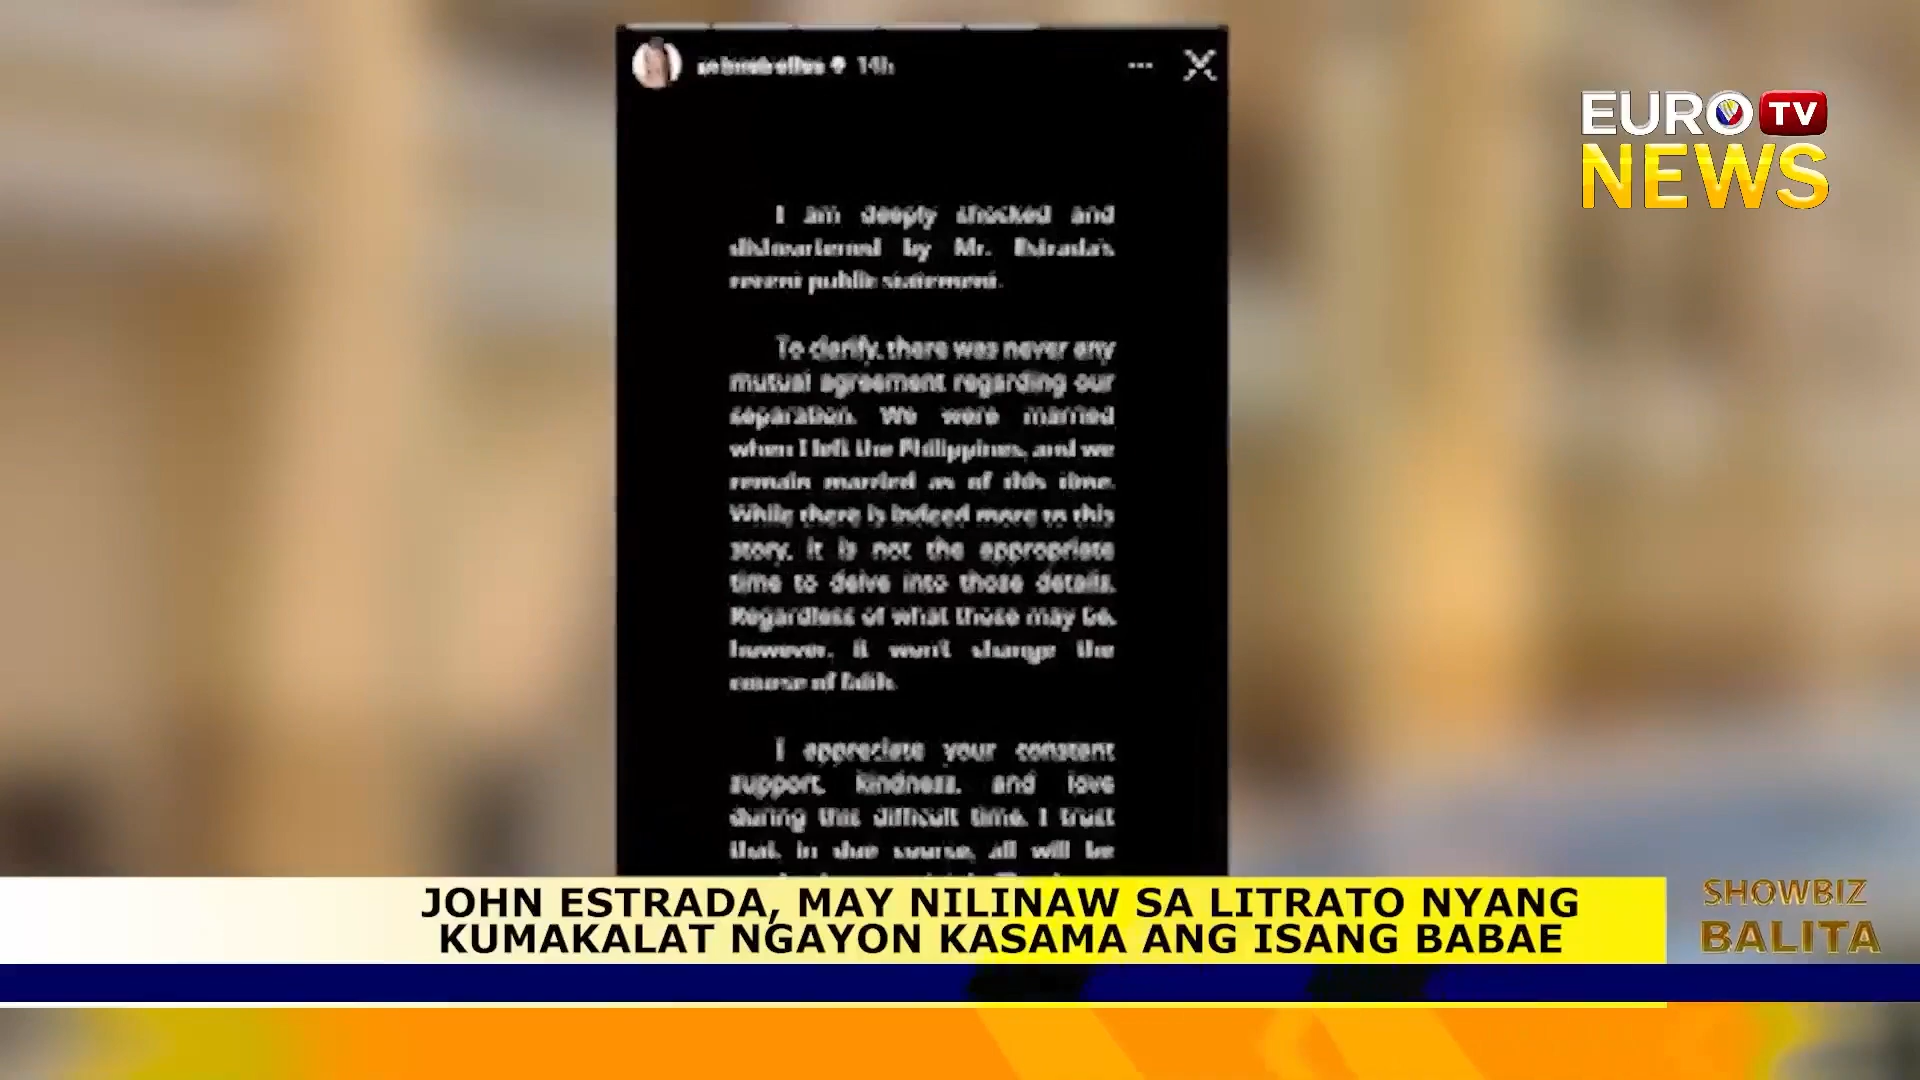 14h
EURO TV
NEWS
I am deeply shocked and
disheartened by Mr. Estrada's
recent public statement.
To clarify, there was never any
mutual agreement regarding our
separation. We were married
when I left the Philippines, and we
remain married as of this time.
While there is indeed more to this
story, it is not the appropriate
time to delve into those details.
Regardless of what those may be,
however, it won't change the
course of faith.
I appreciate your constant
support, kindness, and love
during this difficult time. I trust
that, in due course, all will be
JOHN ESTRADA, MAY NILINAW SA LITRATO NYANG
KUMAKALAT NGAYON KASAMA ANG ISANG BABAE
SHOWBIZ
BALITA